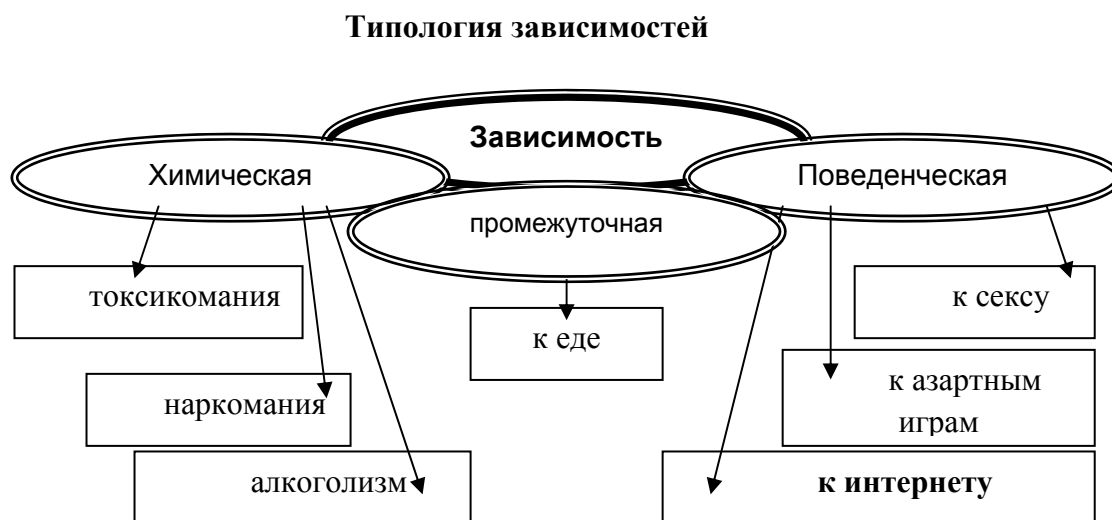 Типология зависимостей
Зависимость
Химическая
Поведенческая
промежуточная
токсикомания
к сексу
к еде
к азартным
играм
наркомания
алкоголизм
к интернету